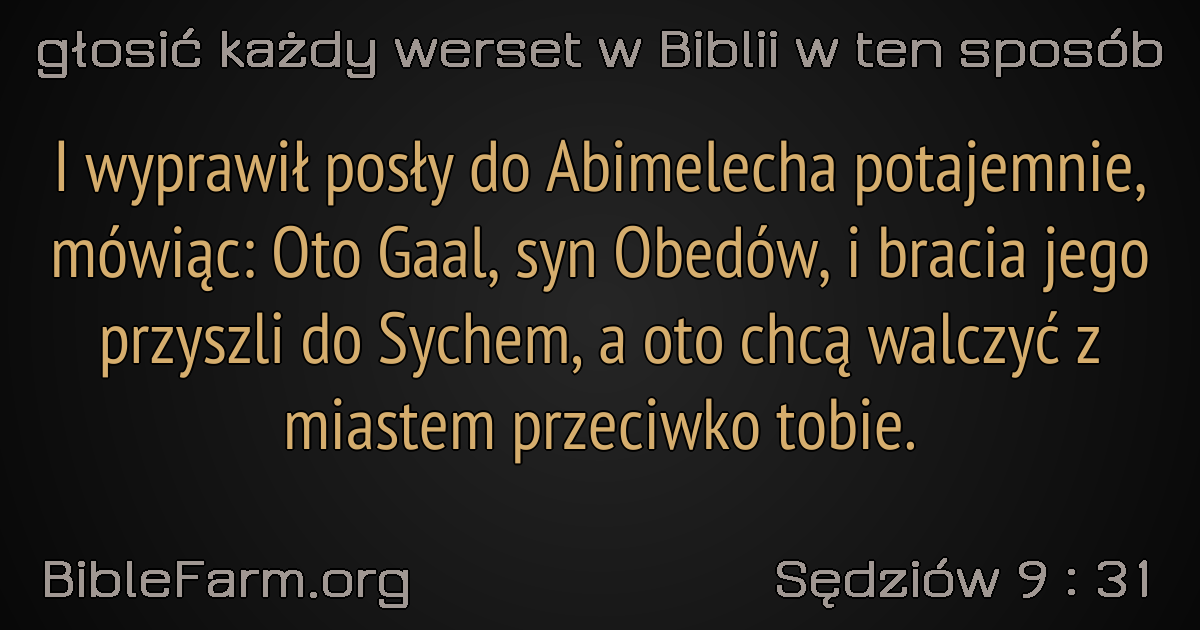 głosić każdy werset w Biblii w ten sposób
I wyprawił posły do Abimelecha potajemnie,
mówiąc: Oto Gaal, syn Obedów, i bracia jego
przyszli do Sychem, a oto chcą walczyć z
miastem przeciwko tobie.
BibleFarm.org
Sędziów 9 : 31